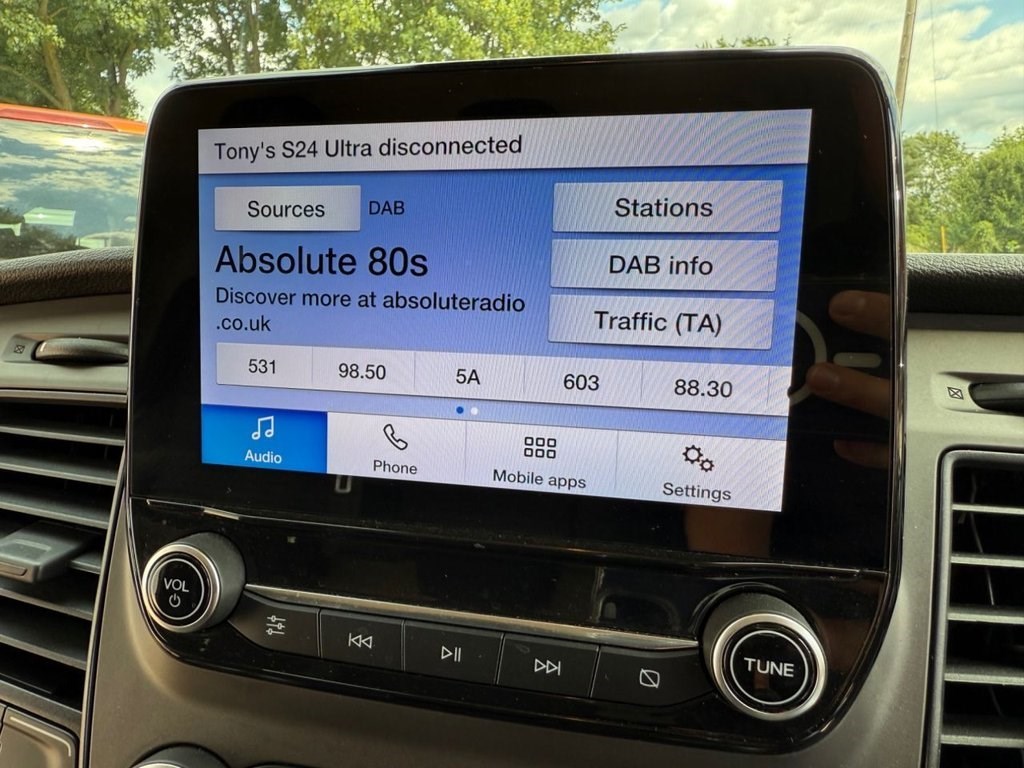 Tony's S24 Ultra disconnected
Sources
DAB
Stations
Absolute 80s
DAB info
Discover more at absoluteradio
.co.uk
Traffic (TA)
531
98.50
5A
603
88.30
Audio
Phone
Mobile apps
Settings
VOL
TUNE